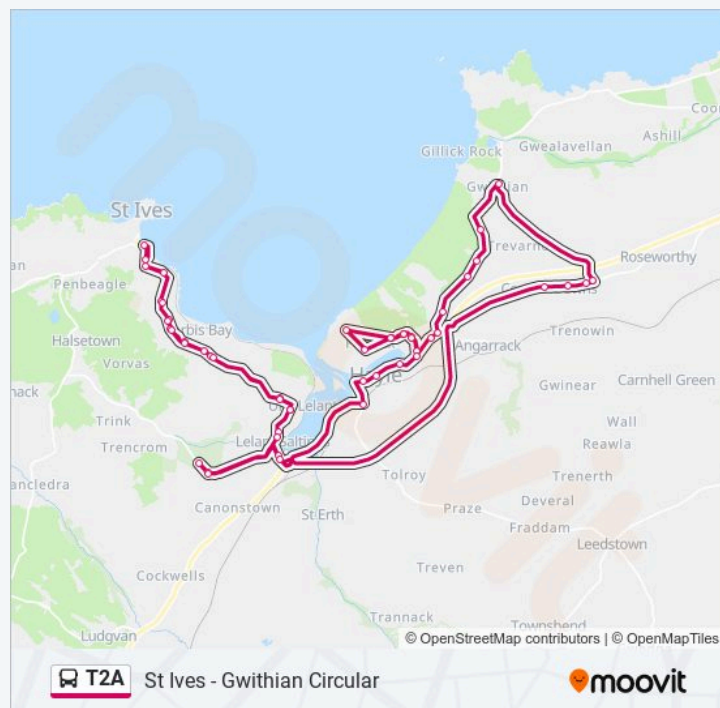 Coo
Ashill
Gwealavellan
Gillick Rock
St Ives
Roseworthy
Penbeagle
Halsetown
Vorvas
Trenowin
Angarrack
Gwinear
Carnhell Green
Trink
Wall
Trencrom
Reawla
Tolroy
Trenerth
Canonstown
Praze
Deveral
St Erth
Fraddam
Leedstown
Treven
Cockwells
Trannack
Townshend
Ludgvan
© OpenStreetMap contributors | © OpenMapTiles
T2A St Ives - Gwithian Circular
moovit